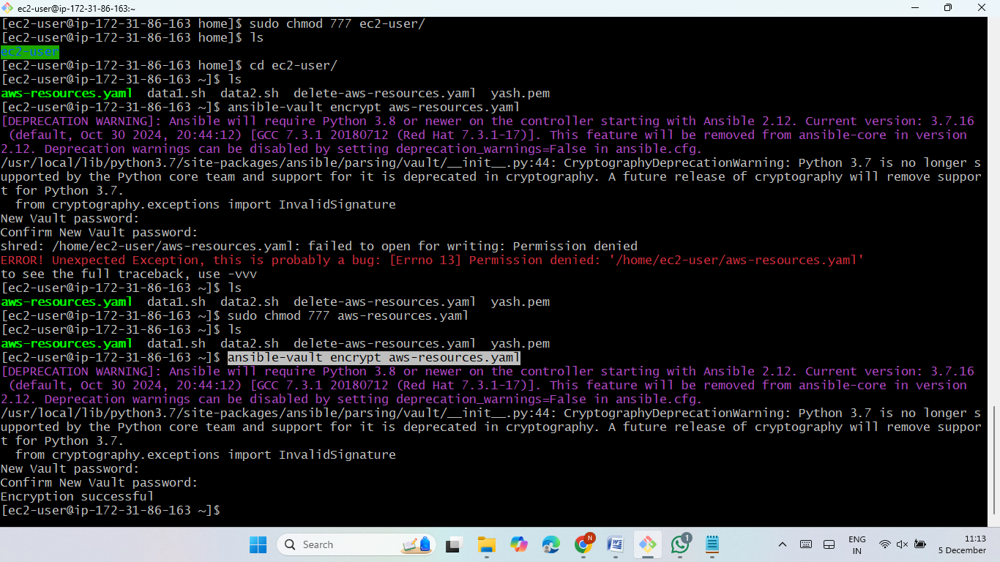 ec2-user@ip-172-31-86-163:~
[ec2-user@ip-172-31-86-163 home]$ sudo chmod 777 ec2-user/
[ec2-user@ip-172-31-86-163 home]$ ls
ec2-user
[ec2-user@ip-172-31-86-163 home]$ cd ec2-user/
[ec2-user@ip-172-31-86-163 ~]$ ls
aws-resources.yaml  data1.sh  data2.sh  delete-aws-resources.yaml  yash.pem
[ec2-user@ip-172-31-86-163 ~]$ ansible-vault encrypt aws-resources.yaml
[DEPRECATION WARNING]: Ansible will require Python 3.8 or newer on the controller starting with Ansible 2.12. Current version: 3.7.16
 (default, Oct 30 2024, 20:44:12) [GCC 7.3.1 20180712 (Red Hat 7.3.1-17)]. This feature will be removed from ansible-core in version
2.12. Deprecation warnings can be disabled by setting deprecation_warnings=False in ansible.cfg.
/usr/local/lib/python3.7/site-packages/ansible/parsing/vault/__init__.py:44: CryptographyDeprecationWarning: Python 3.7 is no longer s
upported by the Python core team and support for it is deprecated in cryptography. A future release of cryptography will remove suppor
t for Python 3.7.
  from cryptography.exceptions import InvalidSignature
New Vault password:
Confirm New Vault password:
shred: /home/ec2-user/aws-resources.yaml: failed to open for writing: Permission denied
ERROR! Unexpected Exception, this is probably a bug: [Errno 13] Permission denied: '/home/ec2-user/aws-resources.yaml'
to see the full traceback, use -vvv
[ec2-user@ip-172-31-86-163 ~]$ ls
aws-resources.yaml  data1.sh  data2.sh  delete-aws-resources.yaml  yash.pem
[ec2-user@ip-172-31-86-163 ~]$ sudo chmod 777 aws-resources.yaml
[ec2-user@ip-172-31-86-163 ~]$ ls
aws-resources.yaml  data1.sh  data2.sh  delete-aws-resources.yaml  yash.pem
[ec2-user@ip-172-31-86-163 ~]$ ansible-vault encrypt aws-resources.yaml
[DEPRECATION WARNING]: Ansible will require Python 3.8 or newer on the controller starting with Ansible 2.12. Current version: 3.7.16
 (default, Oct 30 2024, 20:44:12) [GCC 7.3.1 20180712 (Red Hat 7.3.1-17)]. This feature will be removed from ansible-core in version
2.12. Deprecation warnings can be disabled by setting deprecation_warnings=False in ansible.cfg.
/usr/local/lib/python3.7/site-packages/ansible/parsing/vault/__init__.py:44: CryptographyDeprecationWarning: Python 3.7 is no longer s
upported by the Python core team and support for it is deprecated in cryptography. A future release of cryptography will remove suppor
t for Python 3.7.
  from cryptography.exceptions import InvalidSignature
New Vault password:
Confirm New Vault password:
Encryption successful
[ec2-user@ip-172-31-86-163 ~]$
Search
N
1
ENG
IN
11:13
5 December